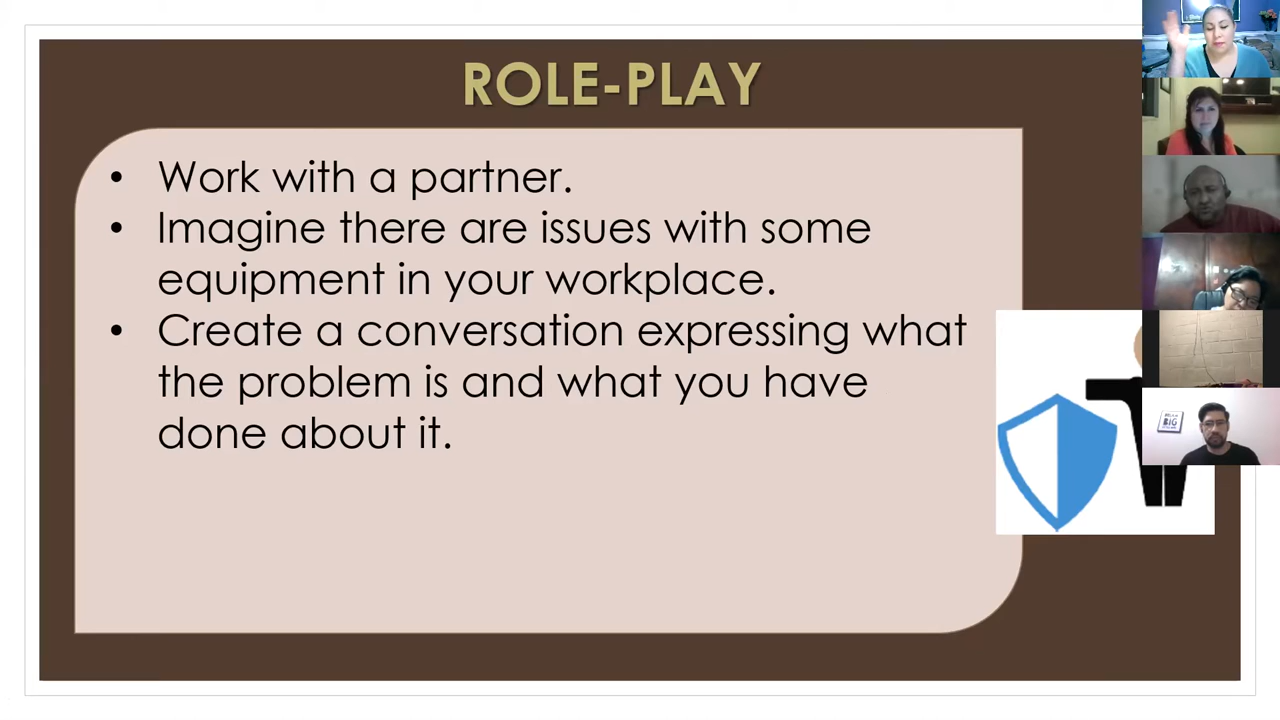 ROLE-PLAY
• Work with a partner.
• Imagine there are issues with some
equipment in your workplace.
• Create a conversation expressing what
the problem is and what you have
done about it.
BIG